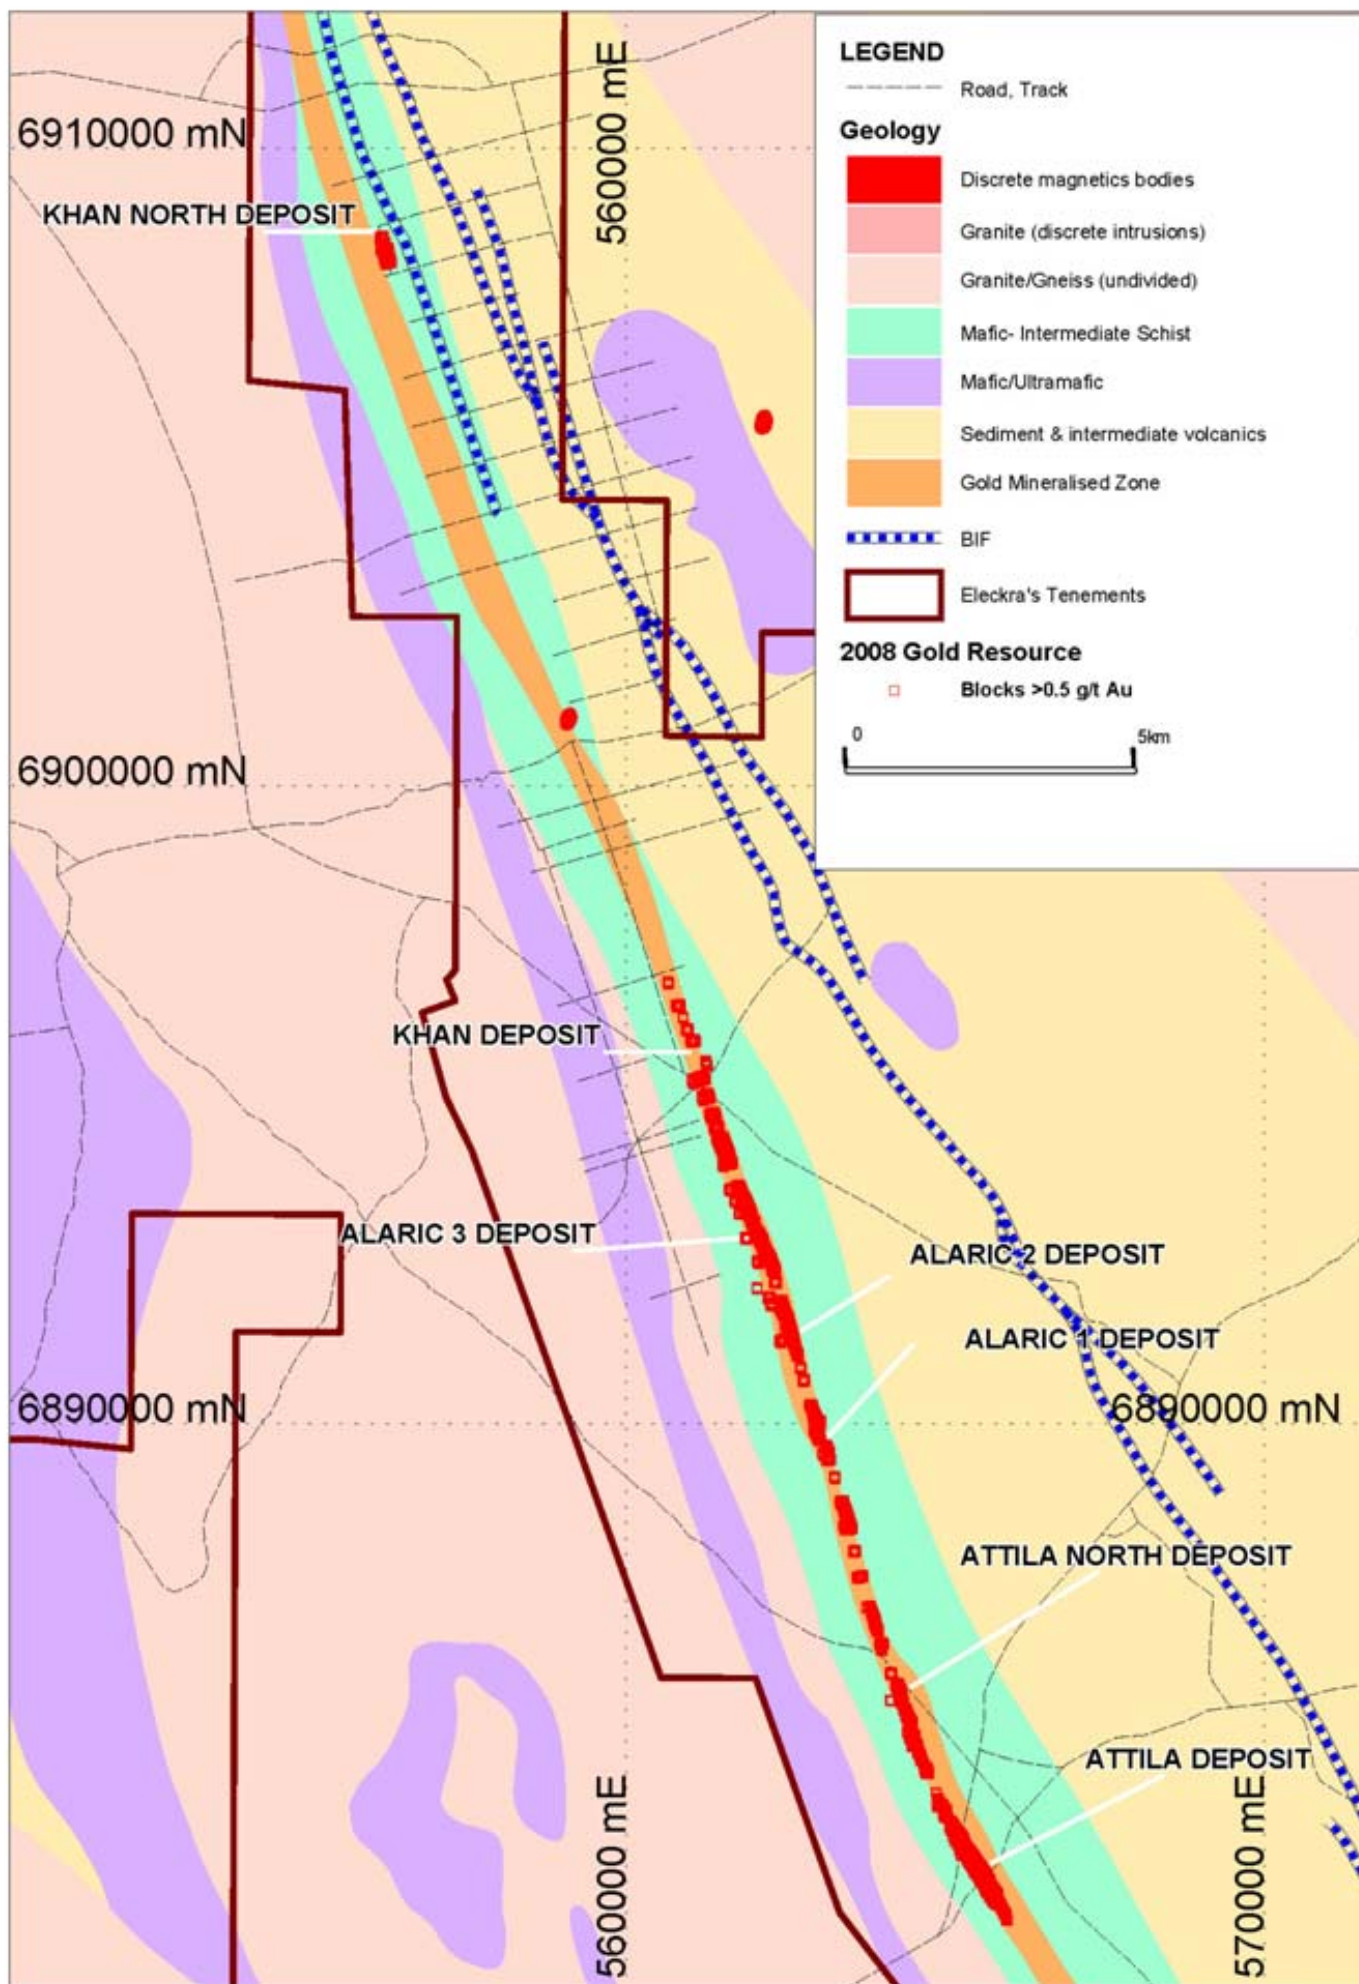 LEGEND
Road, Track
Geology
Discrete magnetics bodies
Granite (discrete intrusions)
Granite/Gneiss (undivided)
Mafic- Intermediate Schist
Mafic/Ultramafic
Sediment & intermediate volcanics
Gold Mineralised Zone
BIF
Eleckra's Tenements
2008 Gold Resource
Blocks >0.5 g/t Au
0 5km
560000 mE
6910000 mN
KHAN NORTH DEPOSIT
6900000 mN
KHAN DEPOSIT
ALARIC 3 DEPOSIT
ALARIC 2 DEPOSIT
ALARIC 1 DEPOSIT
6890000 mN
6890000 mN
ATTILA NORTH DEPOSIT
ATTILA DEPOSIT
560000 mE
570000 mE